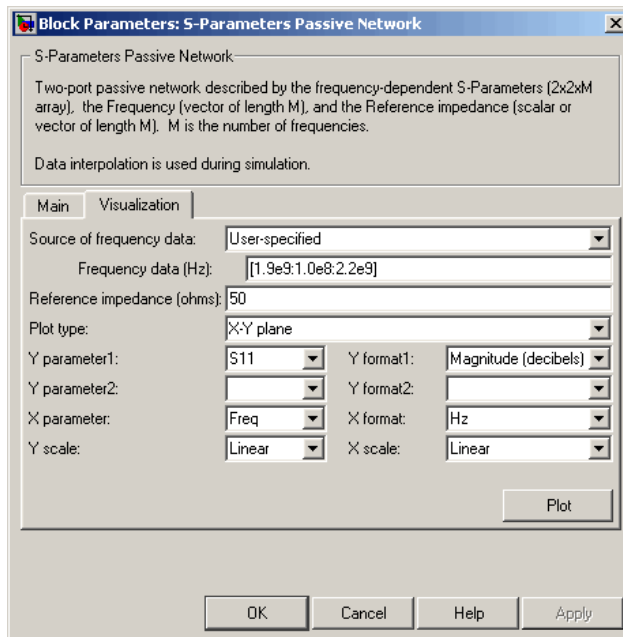 Block Parameters: S-Parameters Passive Network
S-Parameters Passive Network
Two-port passive network described by the frequency-dependent S-Parameters (2x2xM
array), the Frequency (vector of length M), and the Reference impedance (scalar or
vector of length M). M is the number of frequencies.
Data interpolation is used during simulation.
Main Visualization
Source of frequency data: User-specified
Frequency data (Hz): [1.9e9:1.0e8:2.2e9]
Reference impedance (ohms): 50
Plot type: X-Y plane
Y parameter1: S11 Y format1: Magnitude (decibels)
Y parameter2: Y format2:
X parameter: Freq X format: Hz
Y scale: Linear X scale: Linear
Plot
OK Cancel Help Apply